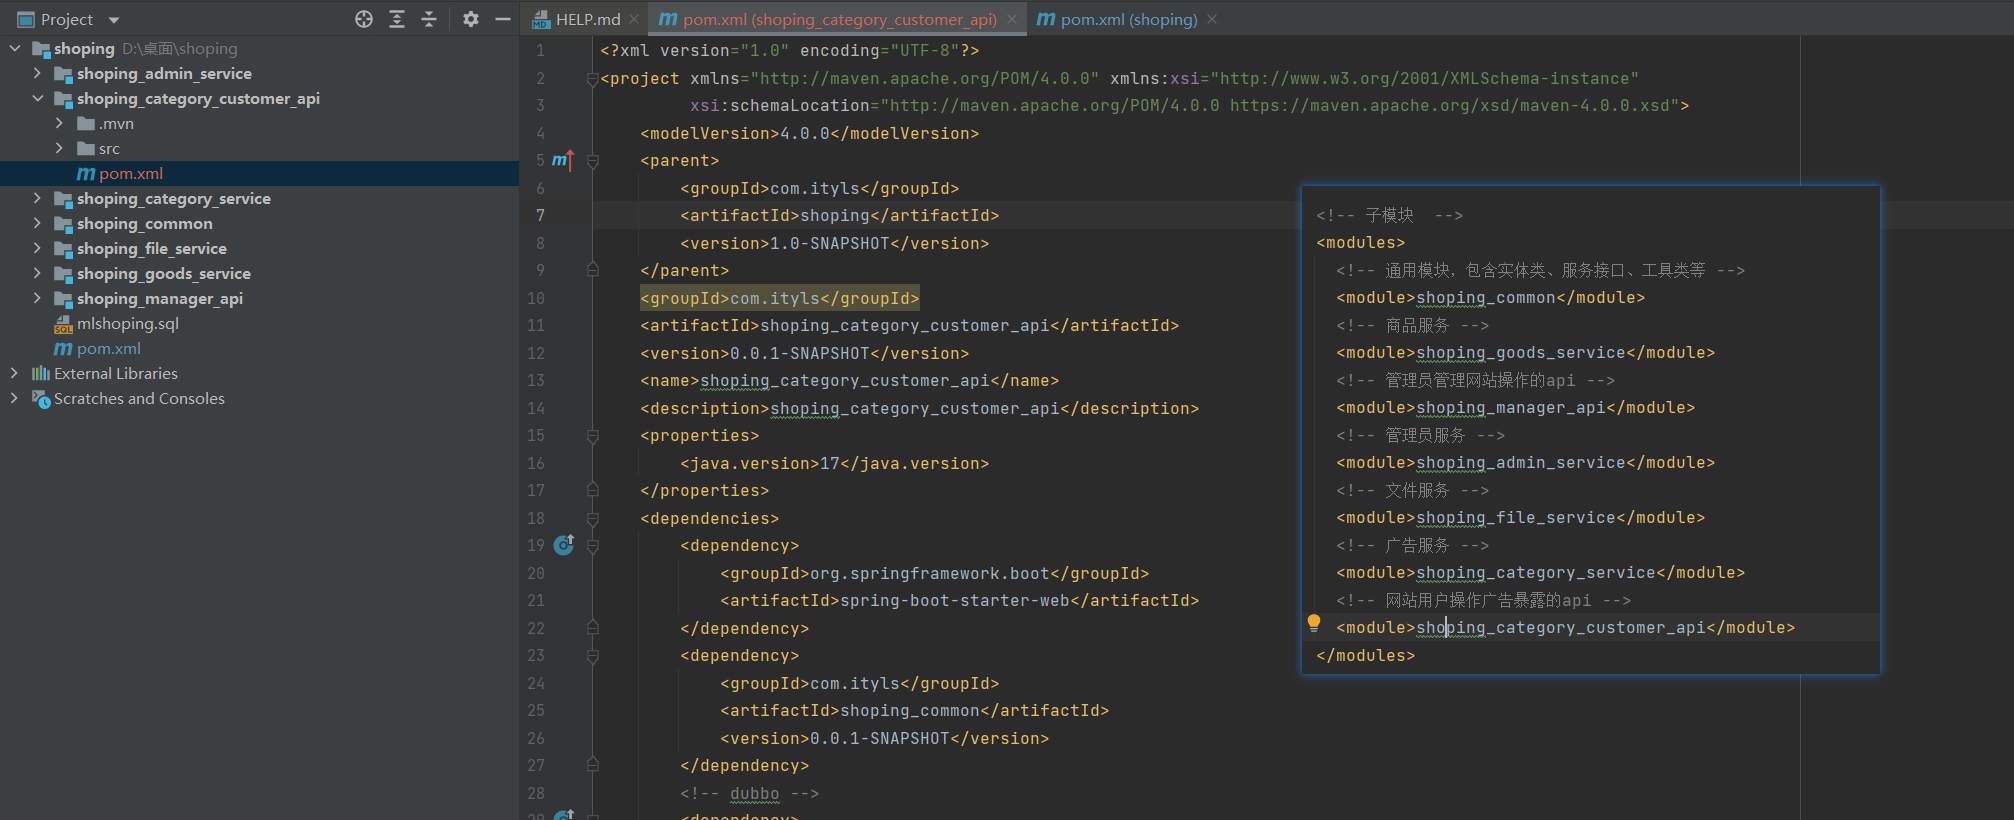 Project
shoping D:\桌面\shoping
shoping_admin_service
shoping_category_customer_api
.mvn
src
pom.xml
shoping_category_service
shoping_common
shoping_file_service
shoping_goods_service
shoping_manager_api
mlshoping.sql
pom.xml
External Libraries
Scratches and Consoles
HELP.md
pom.xml (shoping_category_customer_api)
pom.xml (shoping)
1 <?xml version="1.0" encoding="UTF-8"?>
2 <project xmlns="http://maven.apache.org/POM/4.0.0" xmlns:xsi="http://www.w3.org/2001/XMLSchema-instance"
3 xsi:schemaLocation="http://maven.apache.org/POM/4.0.0 https://maven.apache.org/xsd/maven-4.0.0.xsd">
4 <modelVersion>4.0.0</modelVersion>
5 <parent>
6 <groupId>com.ityls</groupId>
7 <artifactId>shoping</artifactId>
8 <version>1.0-SNAPSHOT</version>
9 </parent>
10 <groupId>com.ityls</groupId>
11 <artifactId>shoping_category_customer_api</artifactId>
12 <version>0.0.1-SNAPSHOT</version>
13 <name>shoping_category_customer_api</name>
14 <description>shoping_category_customer_api</description>
15 <properties>
16 <java.version>17</java.version>
17 </properties>
18 <dependencies>
19 <dependency>
20 <groupId>org.springframework.boot</groupId>
21 <artifactId>spring-boot-starter-web</artifactId>
22 </dependency>
23 <dependency>
24 <groupId>com.ityls</groupId>
25 <artifactId>shoping_common</artifactId>
26 <version>0.0.1-SNAPSHOT</version>
27 </dependency>
28 <!-- dubbo -->
29 <dependency>
<!-- 子模块 -->
<modules>
<!-- 通用模块，包含实体类、服务接口、工具类等 -->
<module>shoping_common</module>
<!-- 商品服务 -->
<module>shoping_goods_service</module>
<!-- 管理员管理网站操作的api -->
<module>shoping_manager_api</module>
<!-- 管理员服务 -->
<module>shoping_admin_service</module>
<!-- 文件服务 -->
<module>shoping_file_service</module>
<!-- 广告服务 -->
<module>shoping_category_service</module>
<!-- 网站用户操作广告暴露的api -->
<module>shoping_category_customer_api</module>
</modules>